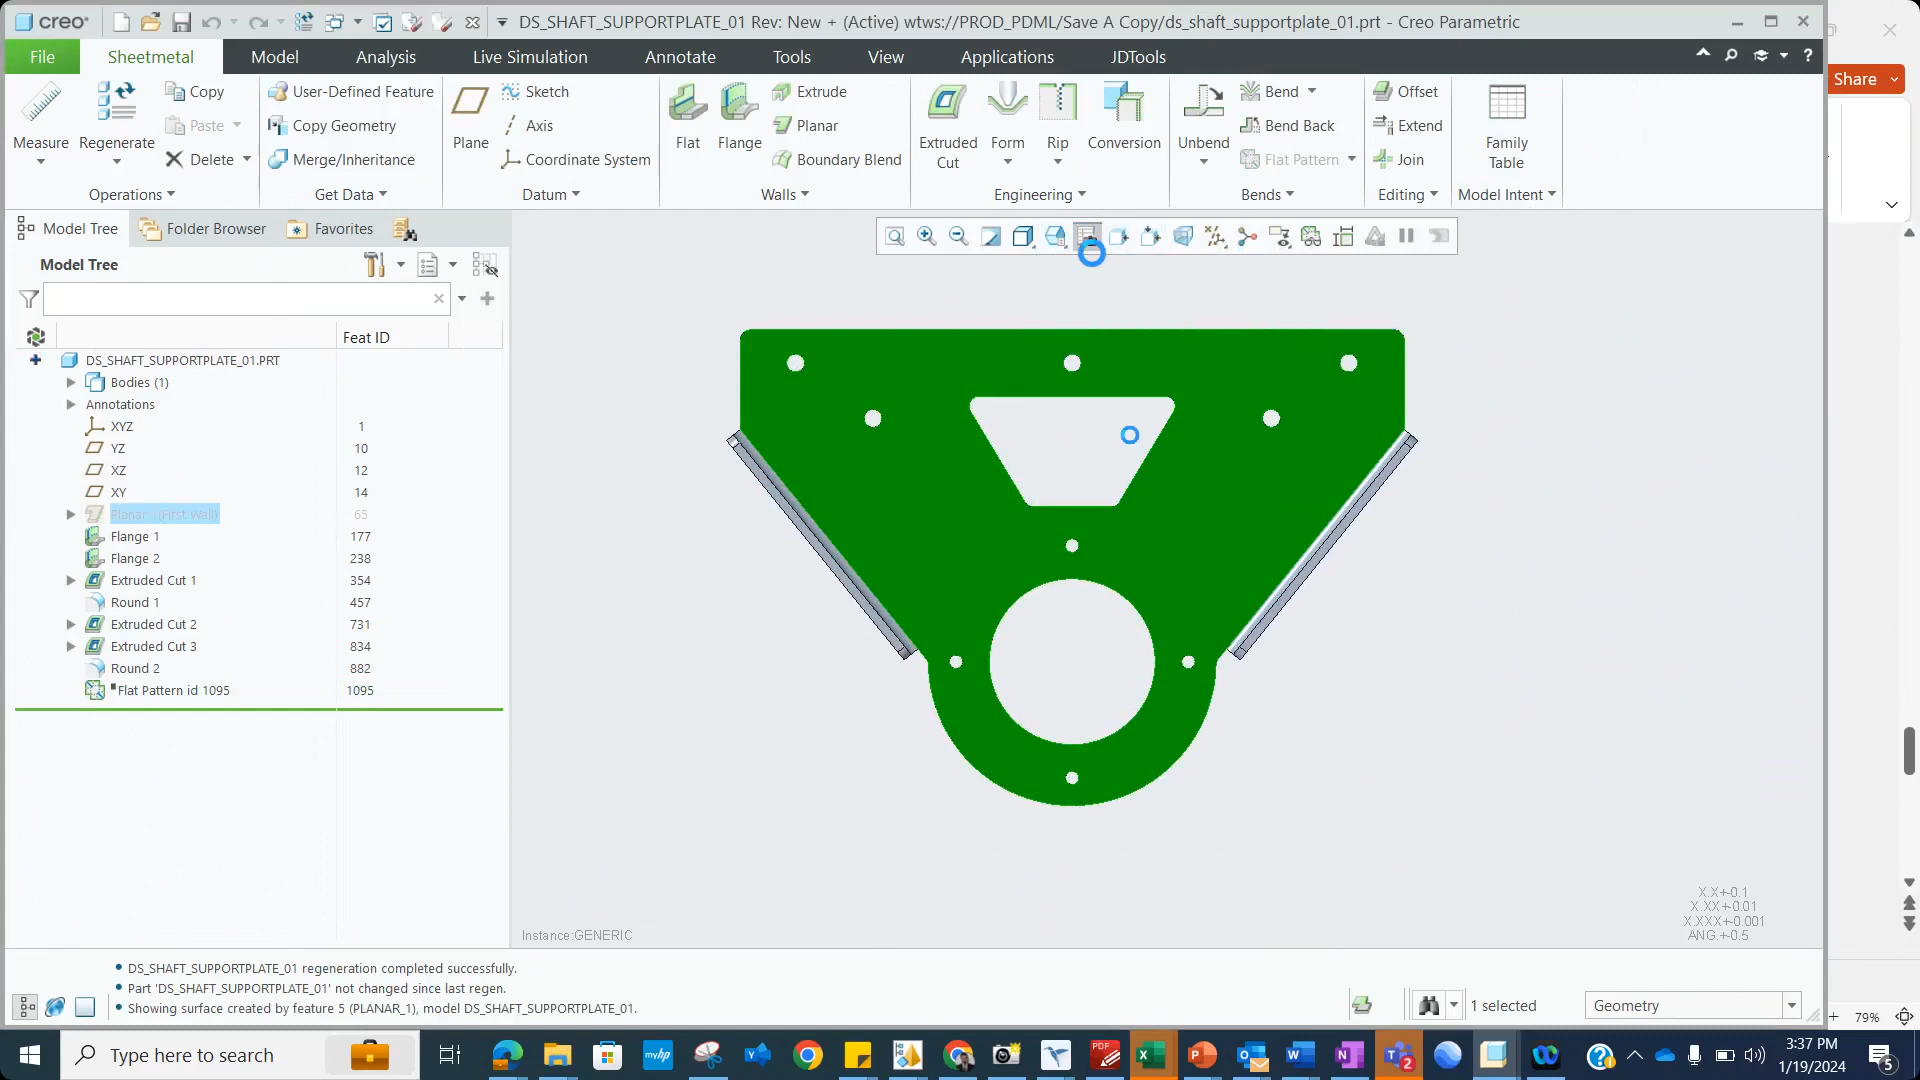 creo° DS_SHAFT_SUPPORTPLATE_01 Rev: New + (Active) wtws://PROD_PDML/Save A Copy/ds_shaft_supportplate_01.prt - Creo Parametric
File Sheetmetal Model Analysis Live Simulation Annotate Tools View Applications JDTools
Share
Copy User-Defined Feature Sketch Extrude Bend Offset
Paste Copy Geometry Axis Planar Bend Back Extend
Measure Regenerate Plane Flat Flange Extruded Cut Form Rip Conversion Unbend Family Table
Delete Merge/Inheritance Coordinate System Boundary Blend Flat Pattern Join
Operations Get Data Datum Walls Engineering Bends Editing Model Intent
Model Tree Folder Browser Favorites
Model Tree
Feat ID
DS_SHAFT_SUPPORTPLATE_01.PRT
Bodies (1)
Annotations
XYZ 1
YZ 10
XZ 12
XY 14
Planar (First Wall) 65
Flange 1 177
Flange 2 238
Extruded Cut 1 354
Round 1 457
Extruded Cut 2 731
Extruded Cut 3 834
Round 2 882
Flat Pattern id 1095 1095
X.X+-0.1
X.XX+-0.01
X.XXX+-0.001
ANG.+-0.5
Instance:GENERIC
DS_SHAFT_SUPPORTPLATE_01 regeneration completed successfully.
Part 'DS_SHAFT_SUPPORTPLATE_01' not changed since last regen.
Showing surface created by feature 5 (PLANAR_1), model DS_SHAFT_SUPPORTPLATE_01.
1 selected
Geometry
79%
Type here to search
myhp
PDF
2
3:37 PM
1/19/2024
5